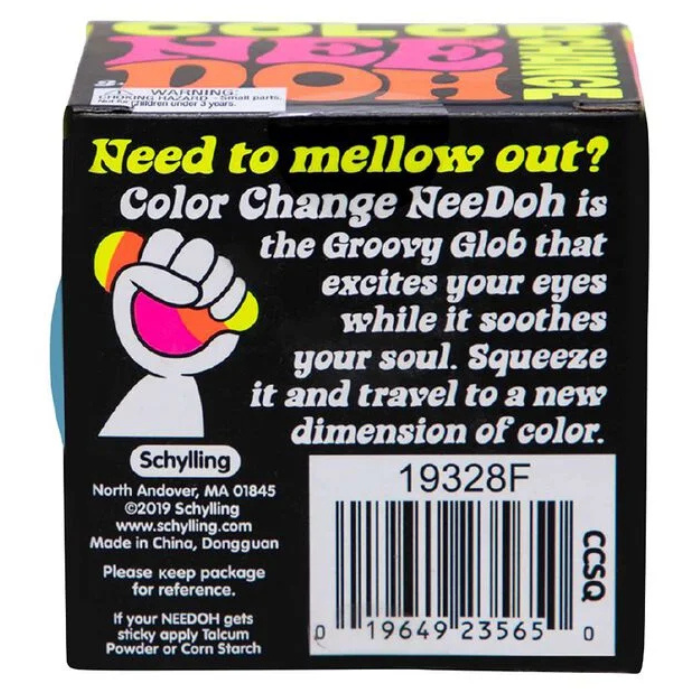 COLOR
NEE
DOH
CHANGE
WARNING:
CHOKING HAZARD - Small parts.
Not for children under 3 years.
Need to mellow out?
Color Change NeeDoh is
the Groovy Glob that
excites your eyes
while it soothes
your soul. Squeeze
it and travel to a new
dimension of color.
Schylling
North Andover, MA 01845
©2019 Schylling
www.schylling.com
Made in China, Dongguan
Please keep package
for reference.
If your NEEDOH gets
sticky apply Talcum
Powder or Corn Starch
19328F
0 19649 23565 0
CCSQ